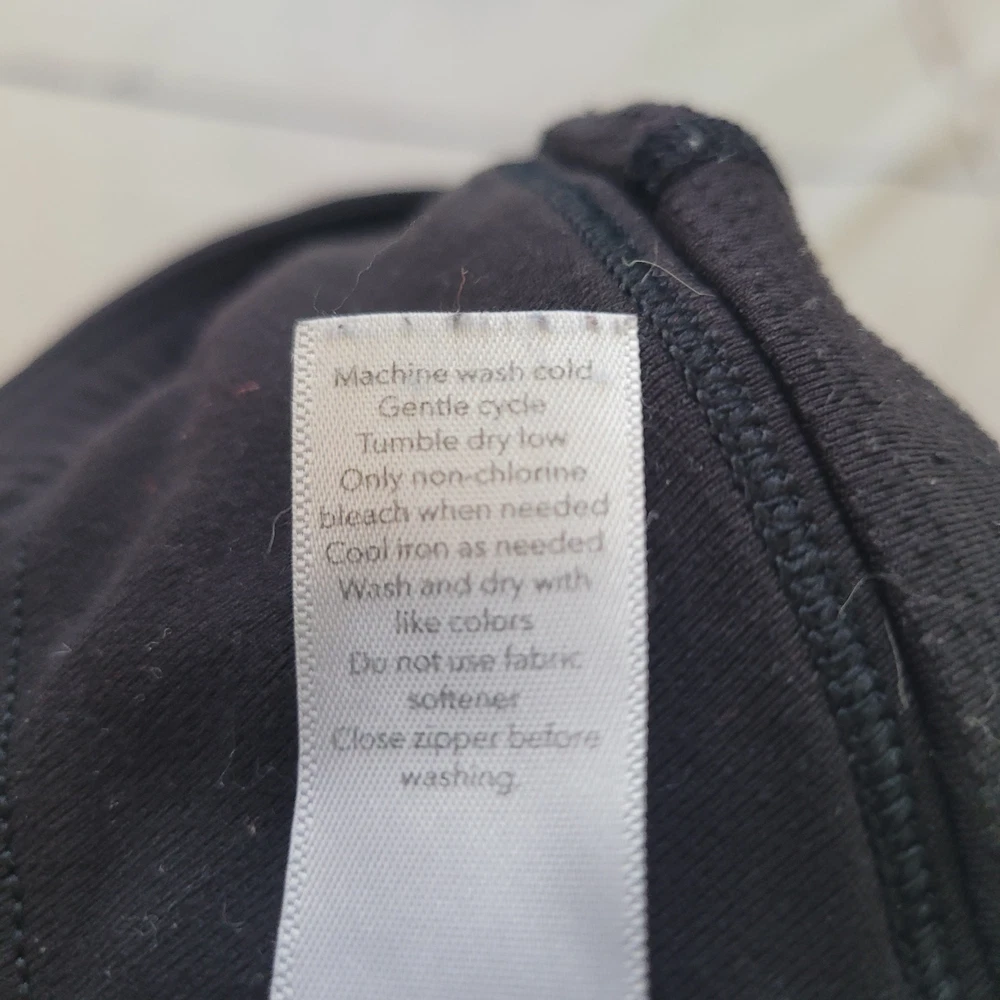 Machine wash cold
Gentle cycle
Tumble dry low
Only non-chlorine
bleach when needed
Cool iron as needed
Wash and dry with
like colors
Do not use fabric
softener
Close zipper before
washing.